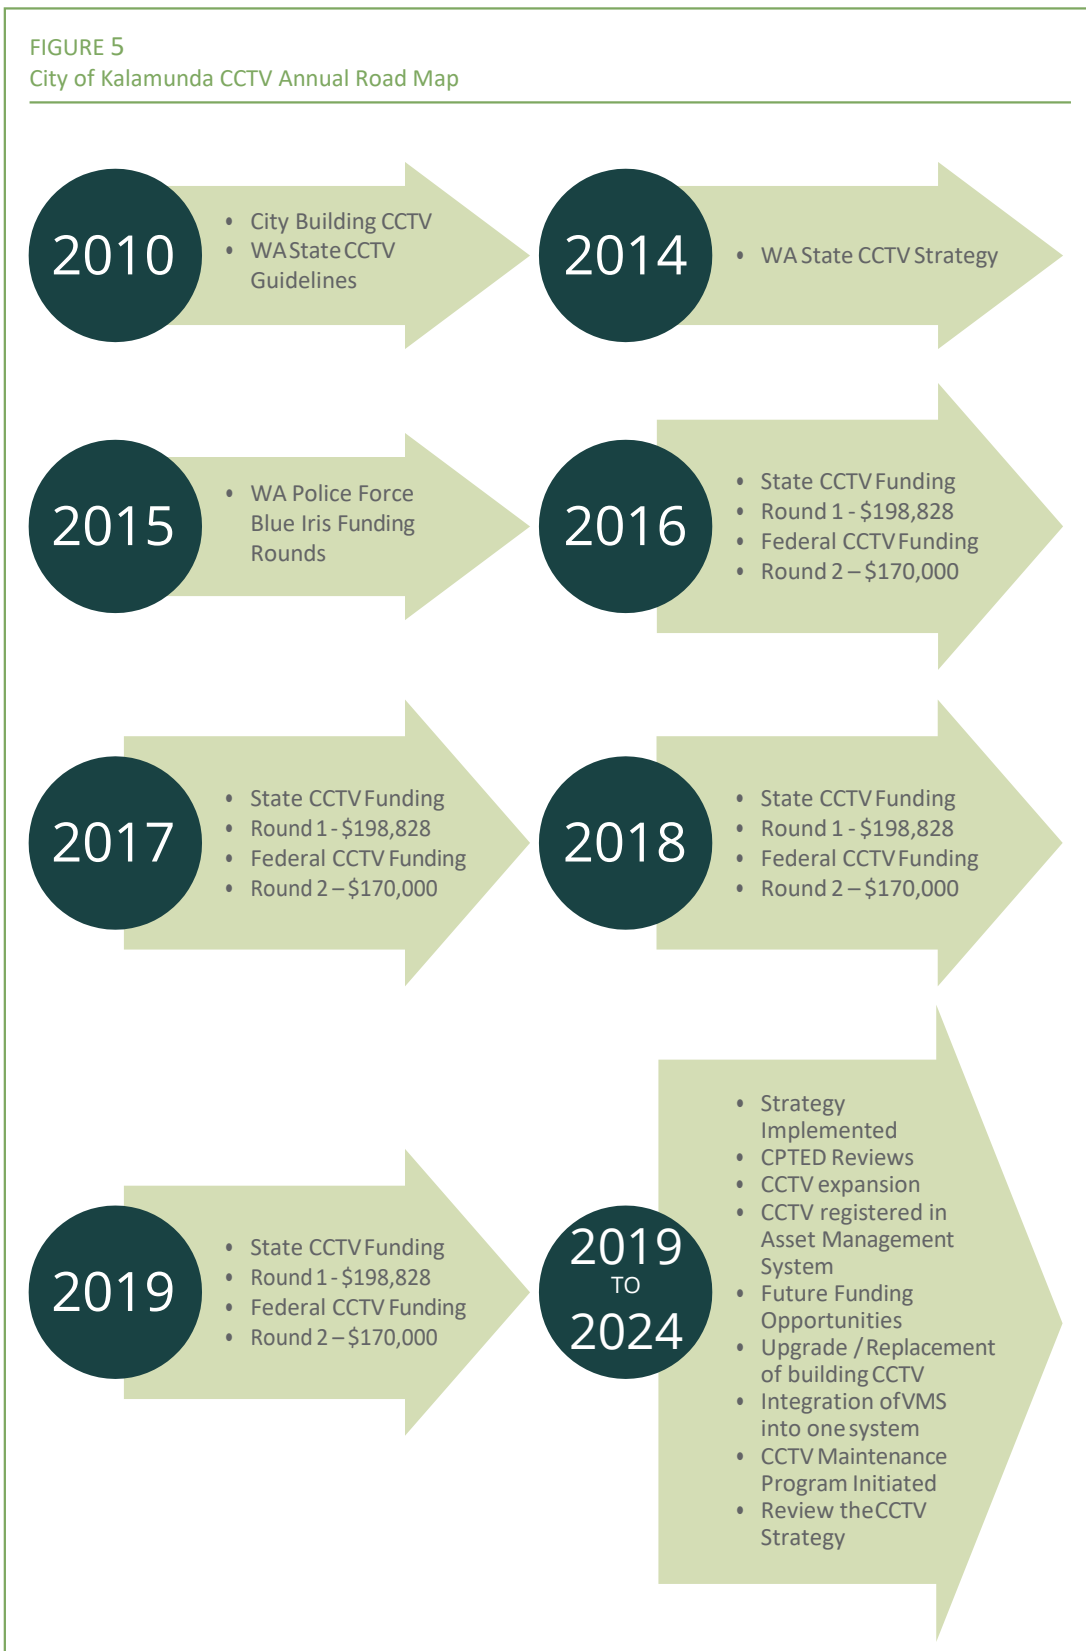 FIGURE 5
City of Kalamunda CCTV Annual Road Map
2010
• City Building CCTV
• WA State CCTV
Guidelines
2014
• WA State CCTV Strategy
2015
• WA Police Force
Blue Iris Funding
Rounds
2016
• State CCTV Funding
• Round 1 - $198,828
• Federal CCTV Funding
• Round 2 – $170,000
2017
• State CCTV Funding
• Round 1 - $198,828
• Federal CCTV Funding
• Round 2 – $170,000
2018
• State CCTV Funding
• Round 1 - $198,828
• Federal CCTV Funding
• Round 2 – $170,000
2019
• State CCTV Funding
• Round 1 - $198,828
• Federal CCTV Funding
• Round 2 – $170,000
2019
TO
2024
• Strategy
Implemented
• CPTED Reviews
• CCTV expansion
• CCTV registered in
Asset Management
System
• Future Funding
Opportunities
• Upgrade / Replacement
of building CCTV
• Integration of VMS
into one system
• CCTV Maintenance
Program Initiated
• Review the CCTV
Strategy